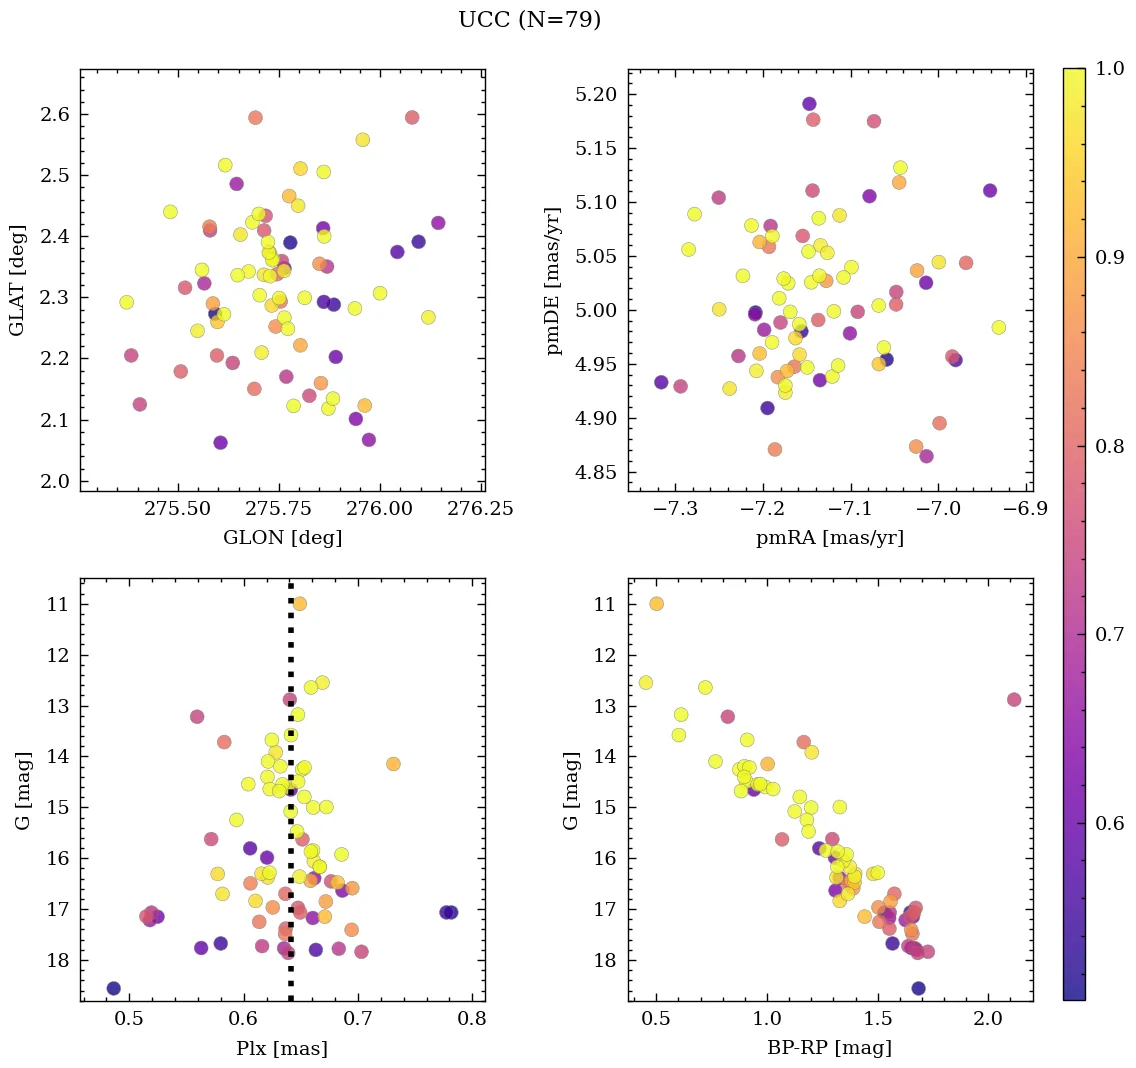 UCC (N=79)
2.6
2.5
2.4
2.3
2.2
2.1
2.0
GLAT [deg]
275.50 275.75 276.00 276.25
GLON [deg]
5.20
5.15
5.10
5.05
5.00
4.95
4.90
4.85
pmDE [mas/yr]
−7.3 −7.2 −7.1 −7.0 −6.9
pmRA [mas/yr]
11
12
13
14
15
16
17
18
G [mag]
0.5 0.6 0.7 0.8
Plx [mas]
11
12
13
14
15
16
17
18
G [mag]
0.5 1.0 1.5 2.0
BP-RP [mag]
1.0
0.9
0.8
0.7
0.6